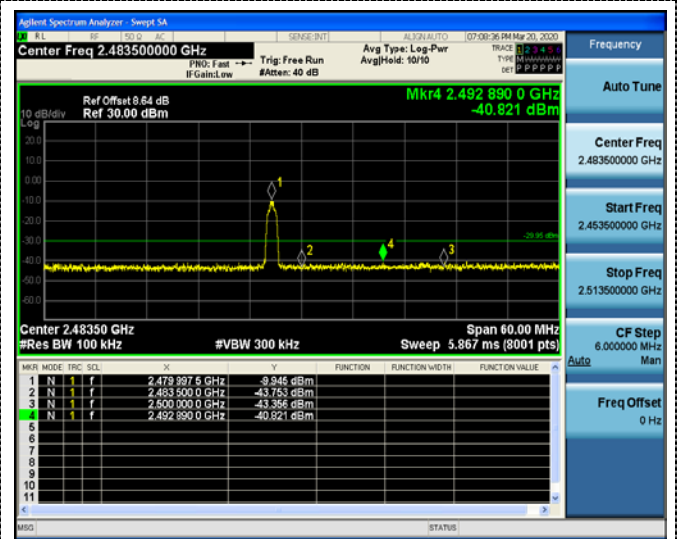 Agilent Spectrum Analyzer - Swept SA
RL RF 50 Ω AC SENSE:INT ALIGN AUTO 07:08:36 PM Mar 20, 2020
Center Freq 2.483500000 GHz
PNO: Fast
IFGain:Low
Trig: Free Run
#Atten: 40 dB
Avg Type: Log-Pwr
Avg|Hold: 10/10
TRACE 1 2 3 4 5 6
TYPE M
DET P P P P P P
Ref Offset 8.64 dB
10 dB/div Ref 30.00 dBm
Log
Mkr4 2.492 890 0 GHz
-40.821 dBm
20.0
10.0
0.00
-10.0
-20.0
-30.0
-40.0
-50.0
-60.0
1
2
4
3
-29.95 dBm
Center 2.48350 GHz Span 60.00 MHz
#Res BW 100 kHz #VBW 300 kHz Sweep 5.867 ms (8001 pts)
MKR MODE TRC SCL X Y FUNCTION FUNCTION WIDTH FUNCTION VALUE
1 N 1 f 2.479 997 5 GHz -9.945 dBm
2 N 1 f 2.483 500 0 GHz -43.753 dBm
3 N 1 f 2.500 000 0 GHz -43.356 dBm
4 N 1 f 2.492 890 0 GHz -40.821 dBm
5
6
7
8
9
10
11
MSG STATUS
Frequency
Auto Tune
Center Freq
2.483500000 GHz
Start Freq
2.453500000 GHz
Stop Freq
2.513500000 GHz
CF Step
6.000000 MHz
Auto Man
Freq Offset
0 Hz